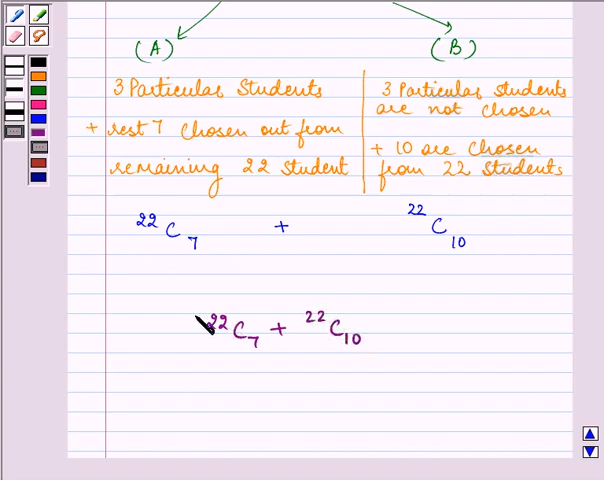 (A) (B)
3 Particular Students
+ rest 7 chosen out from
remaining 22 Student
3 Particular students
are not chosen
+ 10 are chosen
from 22 Students
²²C₇ + ²²C₁₀
²²C₇ + ²²C₁₀